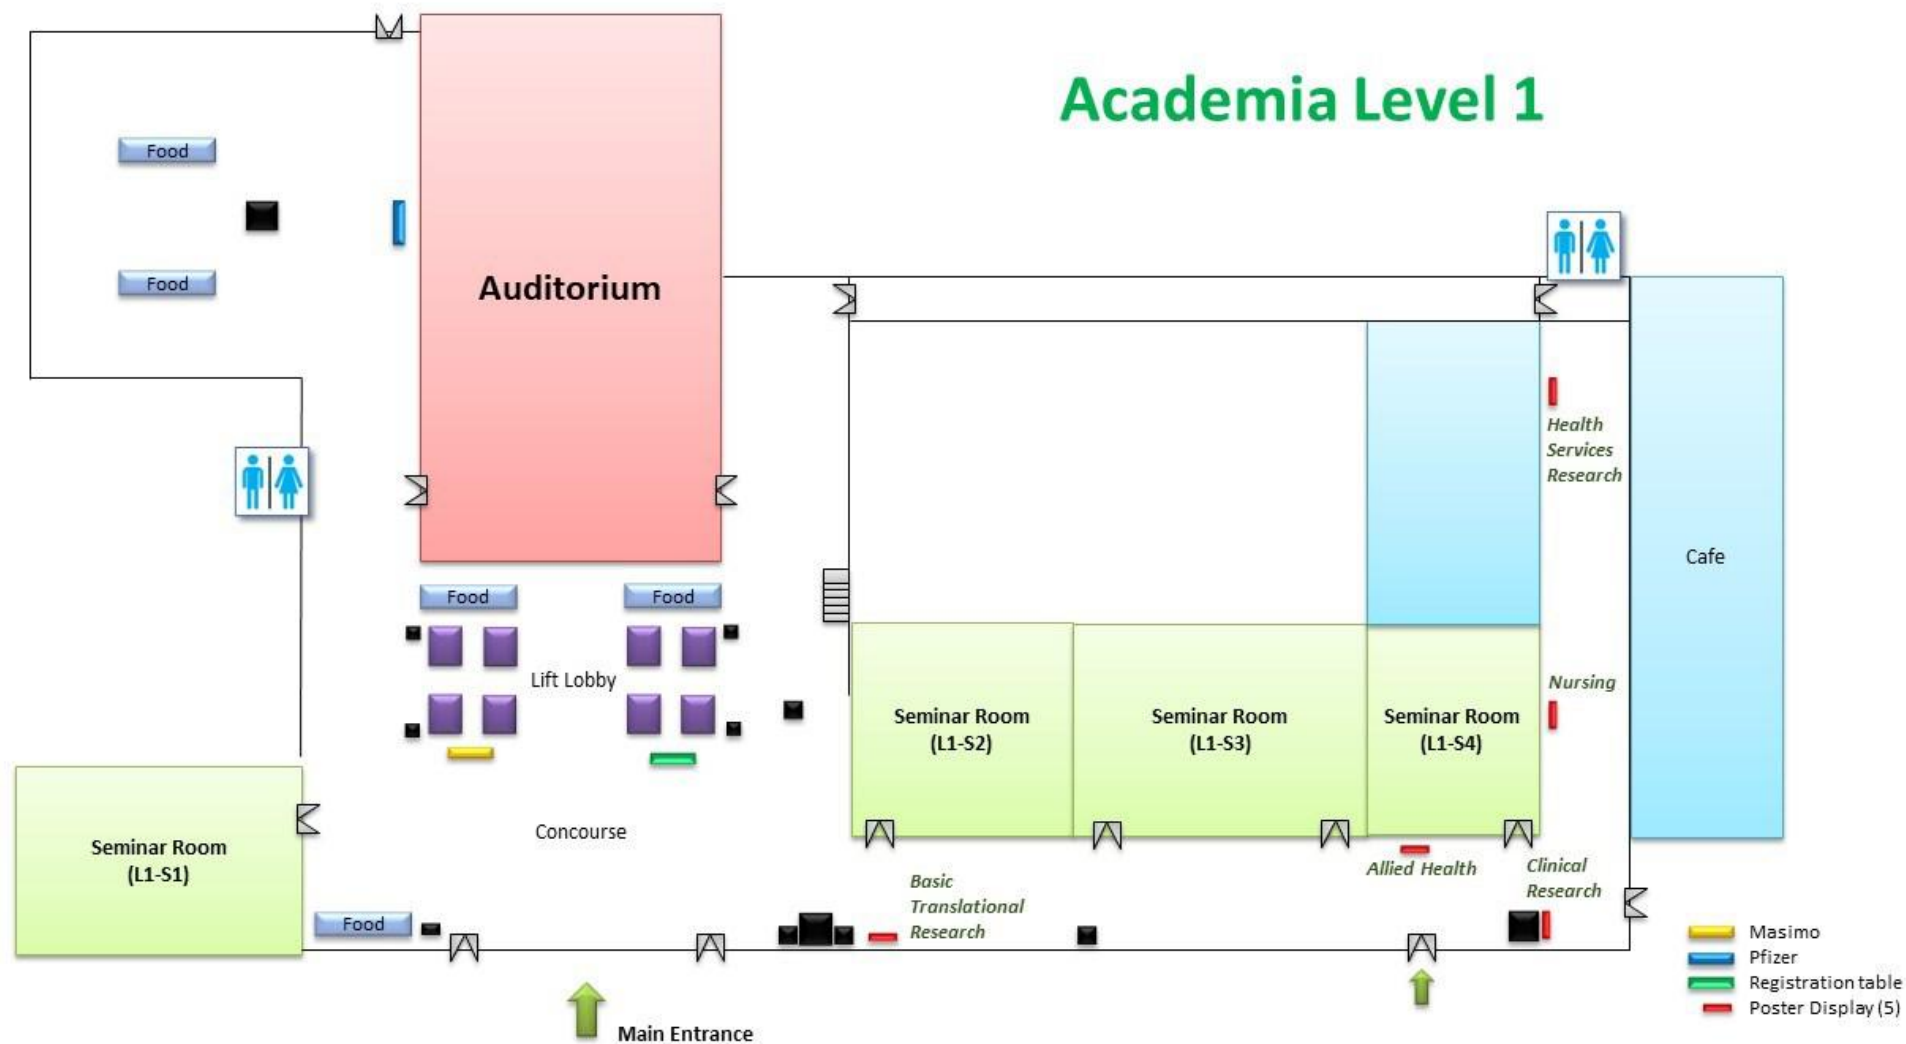 Academia Level 1
Food
Food
Auditorium
Health
Services
Research
Cafe
Food
Food
Lift Lobby
Nursing
Seminar Room
(L1-S2)
Seminar Room
(L1-S3)
Seminar Room
(L1-S4)
Concourse
Seminar Room
(L1-S1)
Allied Health
Clinical
Research
Basic
Translational
Research
Food
Main Entrance
Masimo
Pfizer
Registration table
Poster Display (5)